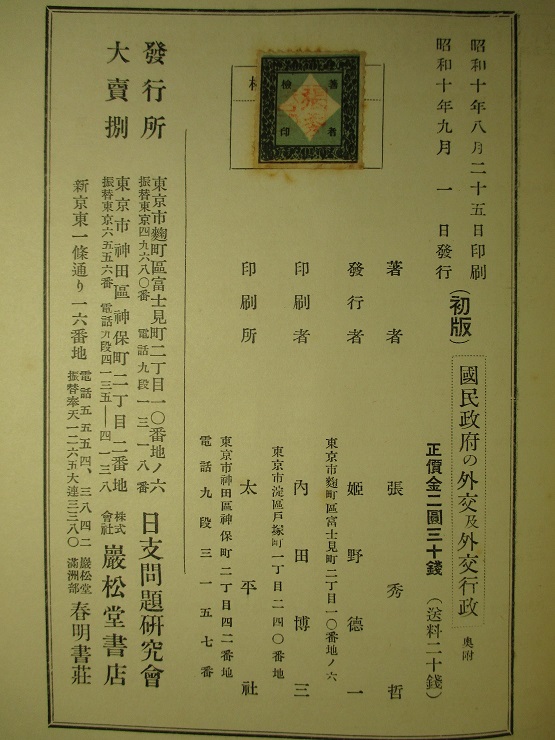 昭和十年八月二十五日印刷
昭和十年九月一日發行
(初版)
國民政府の外交及外交行政
奥附
正價金二圓三十錢
(送料二十錢)
著者 張秀哲
東京市麴町區富士見町二丁目一〇番地ノ六
發行者 姬野德一
東京市淀區戶塚町一丁目二四〇番地
印刷者 內田博三
東京市神田區神保町二丁目四二番地
印刷所 太平社
電話九段三一五七番
著者
檢印
張秀
發行所
東京市麴町區富士見町二丁目一〇番地ノ六
振替東京四九六八〇番 電話九段一三一八番
日支問題硏究會
大賣捌
東京市神田區神保町二丁目二番地
振替東京六五五六番 電話九段四一三五―四一三八
株式會社 巖松堂書店
新京東一條通り一六番地
電話五五五四、三八四二
振替奉天一二六五大連三三八〇
巖松堂滿洲部 春明書莊